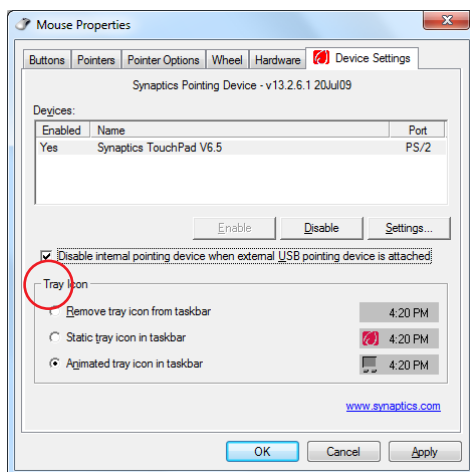 Mouse Properties
Buttons Pointers Pointer Options Wheel Hardware Device Settings
Synaptics Pointing Device - v13.2.6.1 20Jul09
Devices:
Enabled Name Port
Yes Synaptics TouchPad V6.5 PS/2
Enable Disable Settings...
Disable internal pointing device when external USB pointing device is attached
Tray Icon
Remove tray icon from taskbar 4:20 PM
Static tray icon in taskbar 4:20 PM
Animated tray icon in taskbar 4:20 PM
www.synaptics.com
OK Cancel Apply